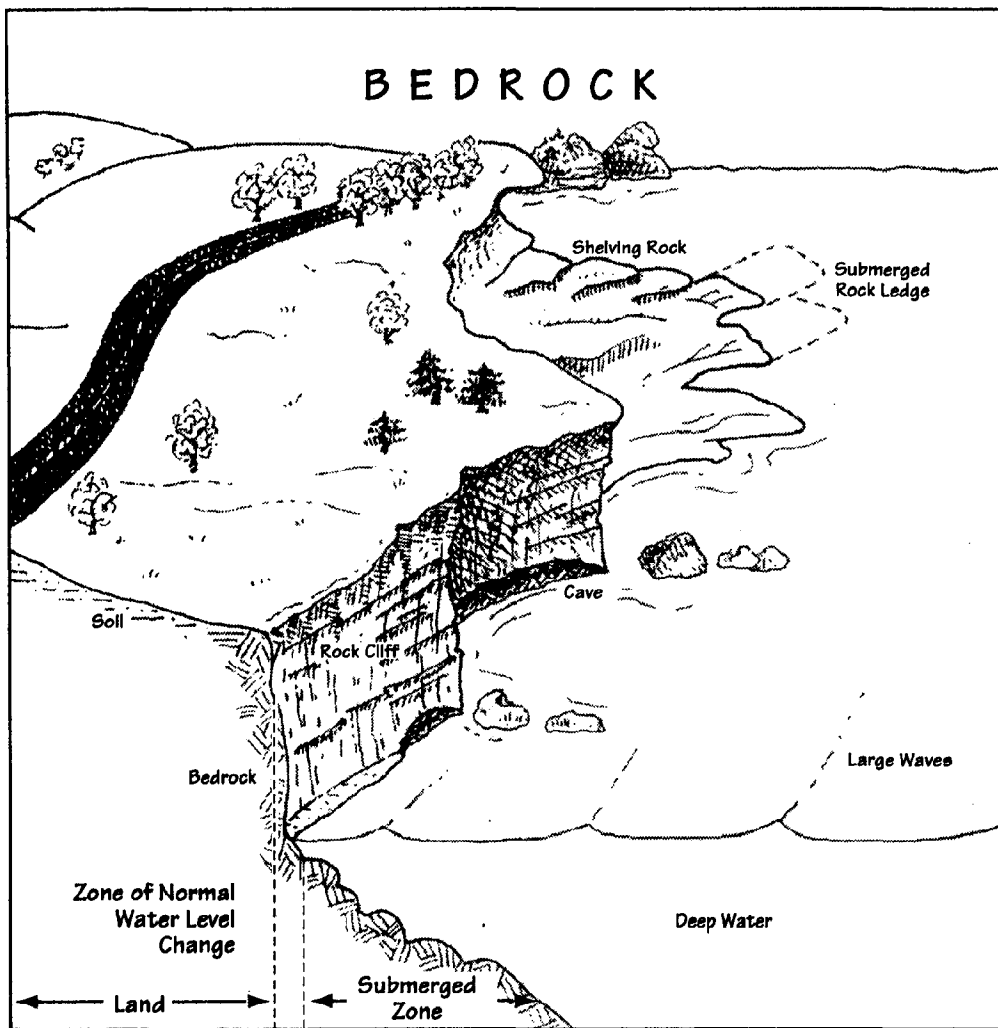 BEDROCK
Shelving Rock
Submerged
Rock Ledge
Soil
Cave
Rock Cliff
Bedrock
Large Waves
Zone of Normal
Water Level
Change
Deep Water
Land
Submerged
Zone